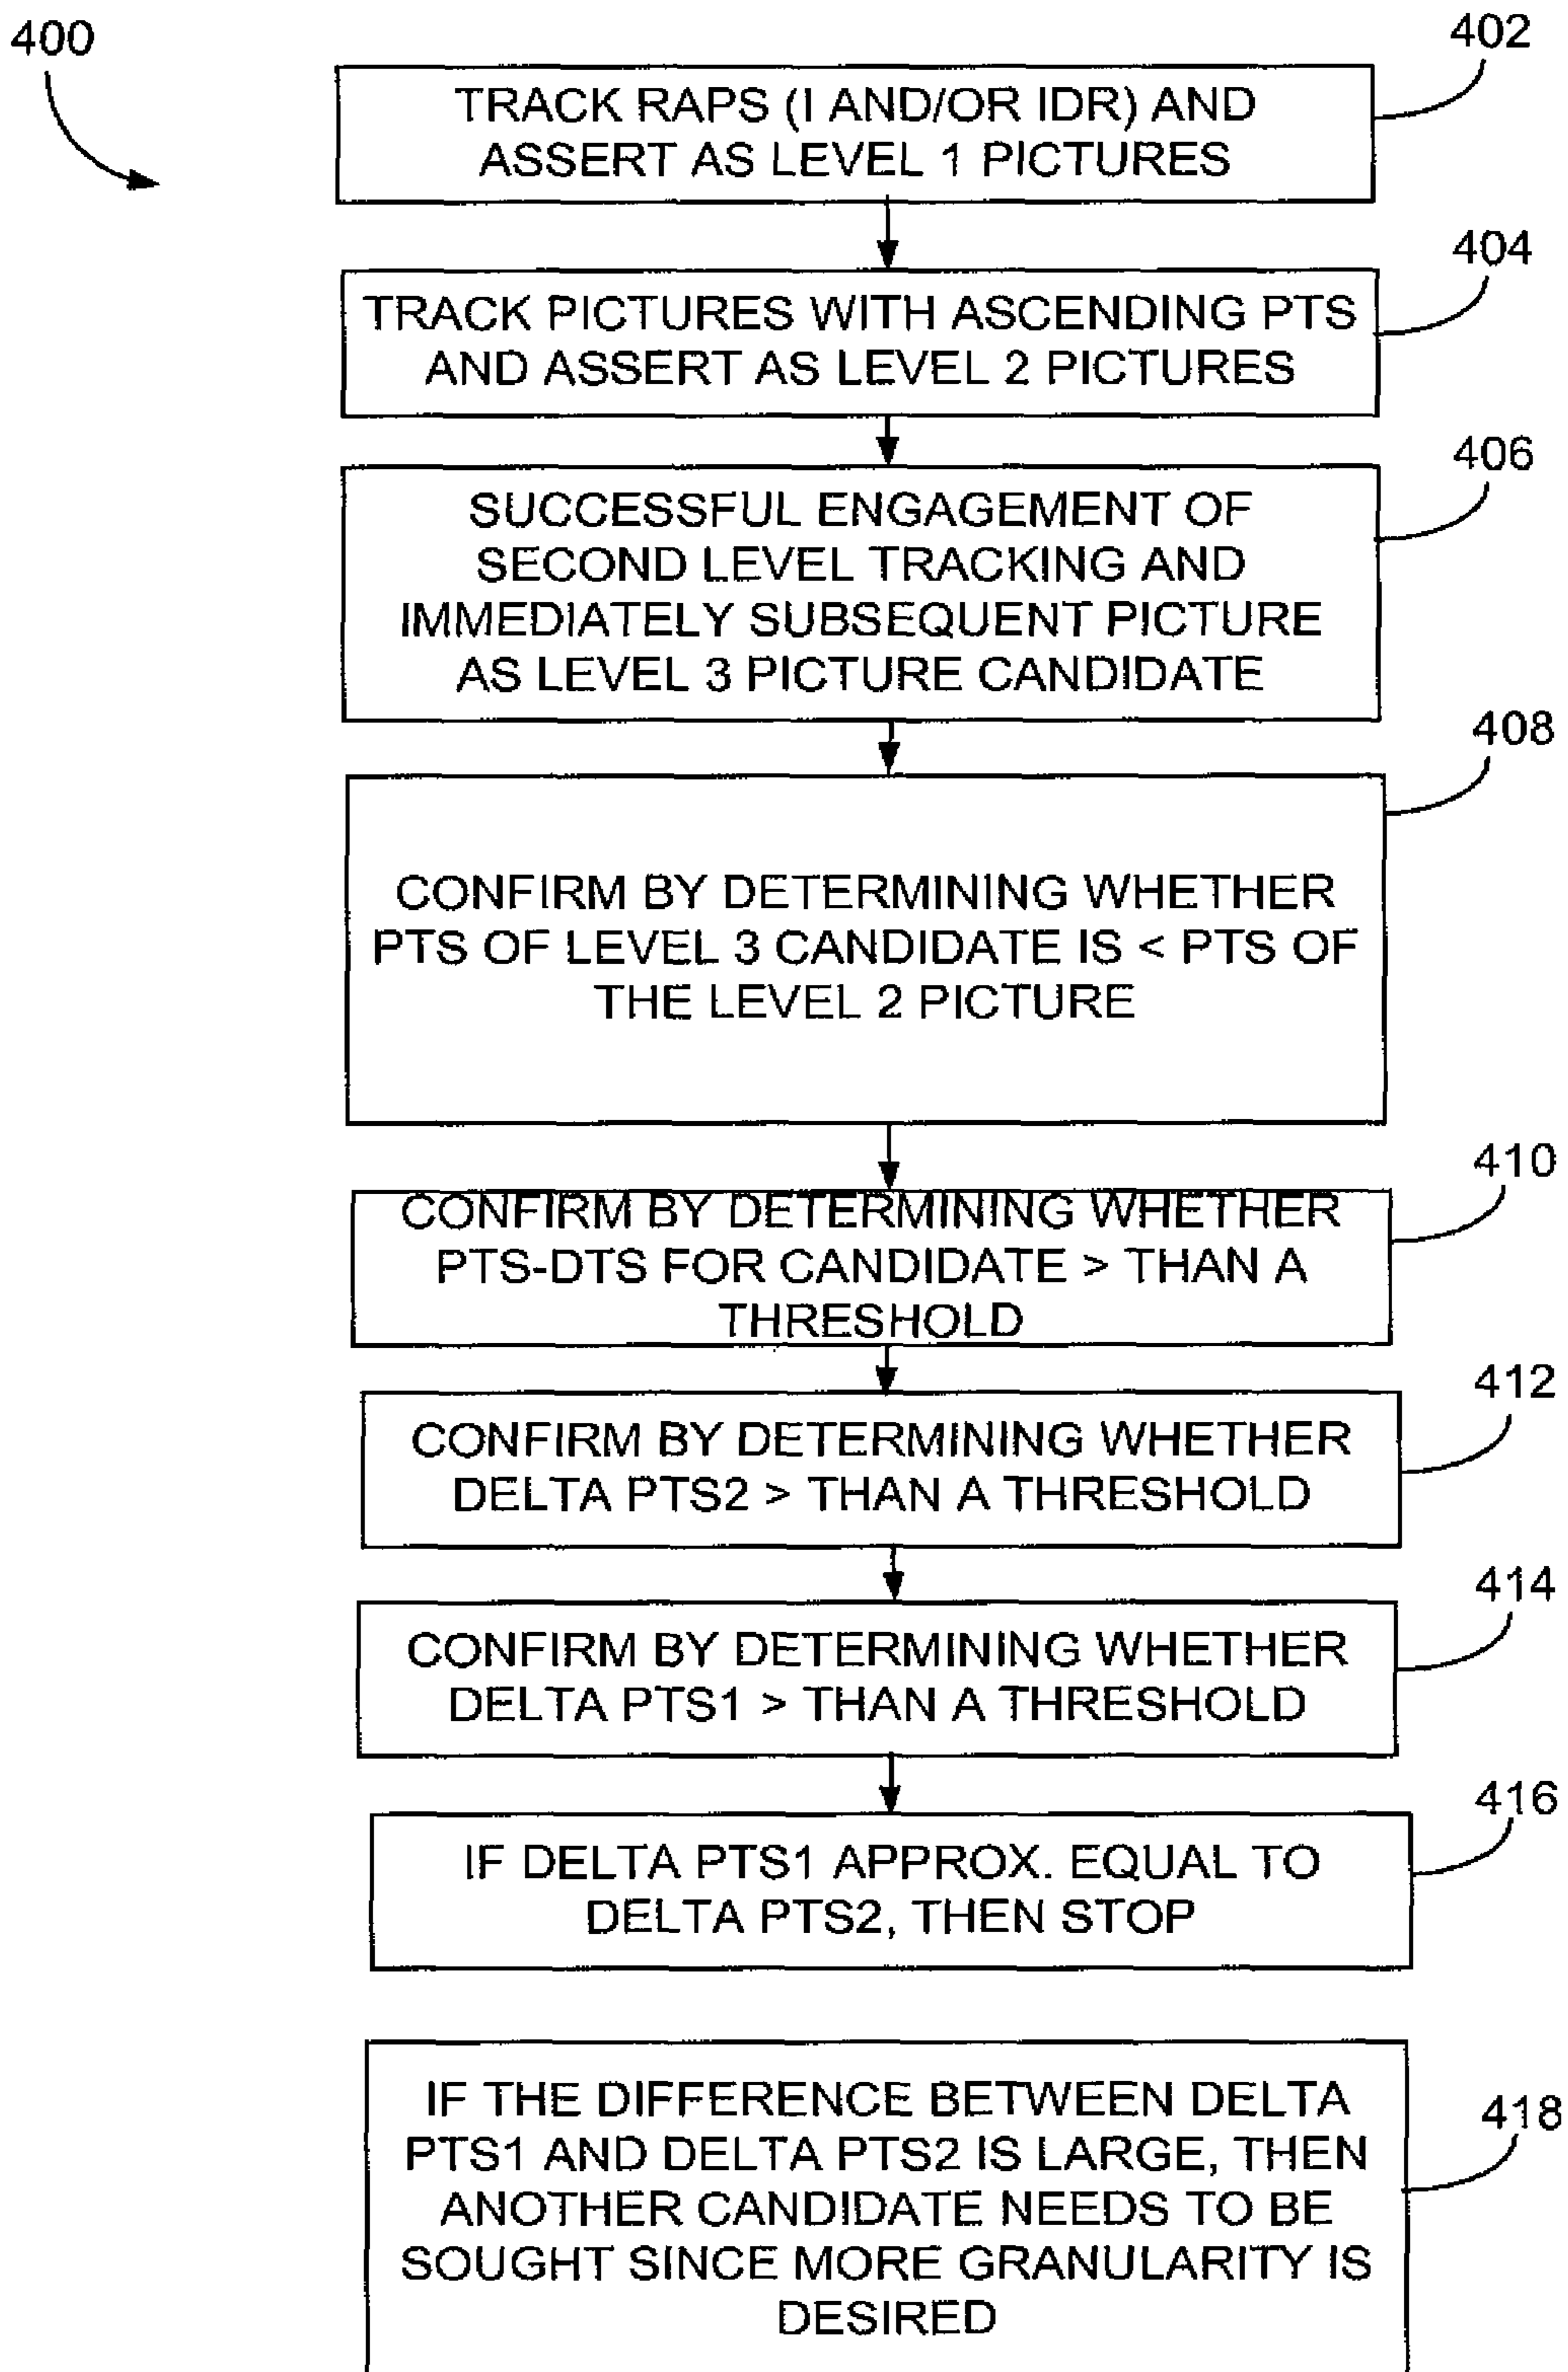 400
402
TRACK RAPS (I AND/OR IDR) AND
ASSERT AS LEVEL 1 PICTURES
404
TRACK PICTURES WITH ASCENDING PTS
AND ASSERT AS LEVEL 2 PICTURES
406
SUCCESSFUL ENGAGEMENT OF
SECOND LEVEL TRACKING AND
IMMEDIATELY SUBSEQUENT PICTURE
AS LEVEL 3 PICTURE CANDIDATE
408
CONFIRM BY DETERMINING WHETHER
PTS OF LEVEL 3 CANDIDATE IS < PTS OF
THE LEVEL 2 PICTURE
410
CONFIRM BY DETERMINING WHETHER
PTS-DTS FOR CANDIDATE > THAN A
THRESHOLD
412
CONFIRM BY DETERMINING WHETHER
DELTA PTS2 > THAN A THRESHOLD
414
CONFIRM BY DETERMINING WHETHER
DELTA PTS1 > THAN A THRESHOLD
416
IF DELTA PTS1 APPROX. EQUAL TO
DELTA PTS2, THEN STOP
418
IF THE DIFFERENCE BETWEEN DELTA
PTS1 AND DELTA PTS2 IS LARGE, THEN
ANOTHER CANDIDATE NEEDS TO BE
SOUGHT SINCE MORE GRANULARITY IS
DESIRED